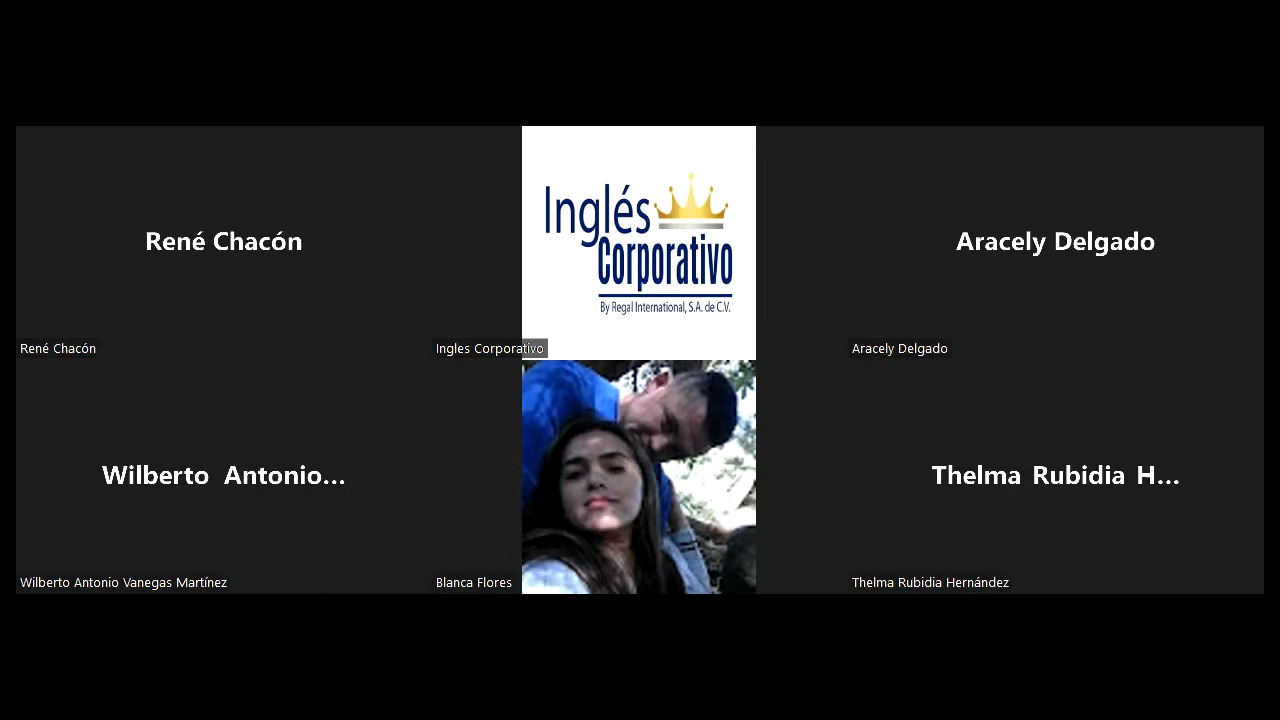 René Chacón
René Chacón
Inglés
Corporativo
By Regal International, S.A. de C.V.
Ingles Corporativo
Aracely Delgado
Aracely Delgado
Wilberto Antonio...
Wilberto Antonio Vanegas Martínez
Blanca Flores
Thelma Rubidia H...
Thelma Rubidia Hernández